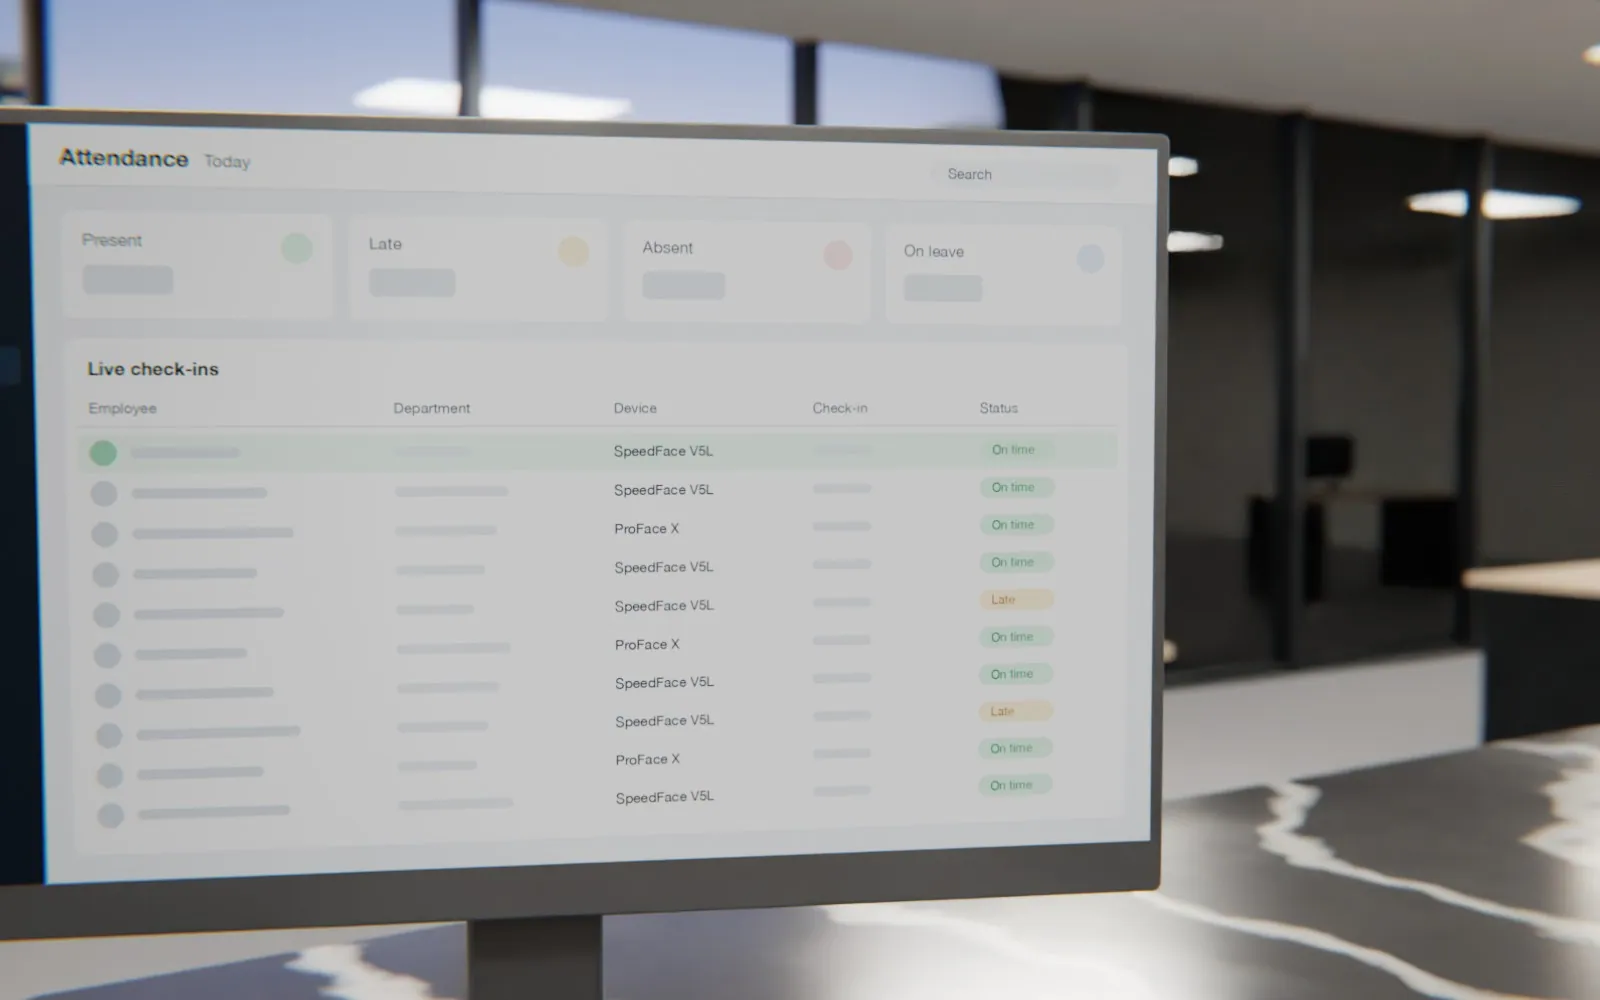 Attendance Today
Search
Present
Late
Absent
On leave
Live check-ins
Employee Department Device Check-in Status
SpeedFace V5L On time
SpeedFace V5L On time
ProFace X On time
SpeedFace V5L On time
SpeedFace V5L Late
ProFace X On time
SpeedFace V5L On time
SpeedFace V5L Late
ProFace X On time
SpeedFace V5L On time